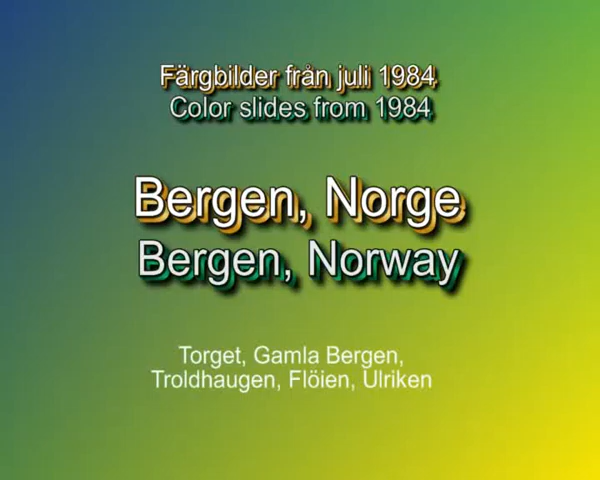 Färgbilder från juli 1984
Color slides from 1984
Bergen, Norge
Bergen, Norway
Torget, Gamla Bergen,
Troldhaugen, Flöien, Ulriken